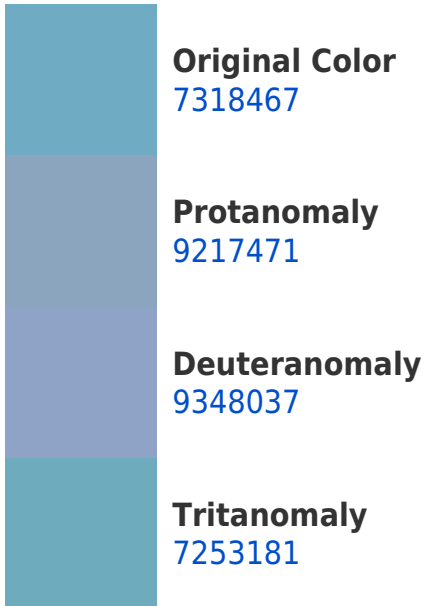 Original Color
7318467
Protanomaly
9217471
Deuteranomaly
9348037
Tritanomaly
7253181